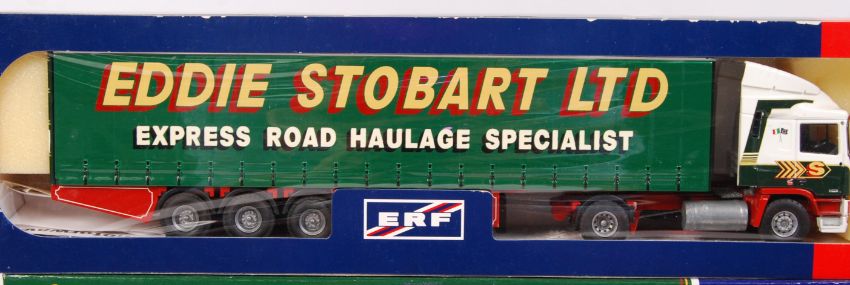 EDDIE STOBART LTD
EXPRESS ROAD HAULAGE SPECIALIST
S
ERF